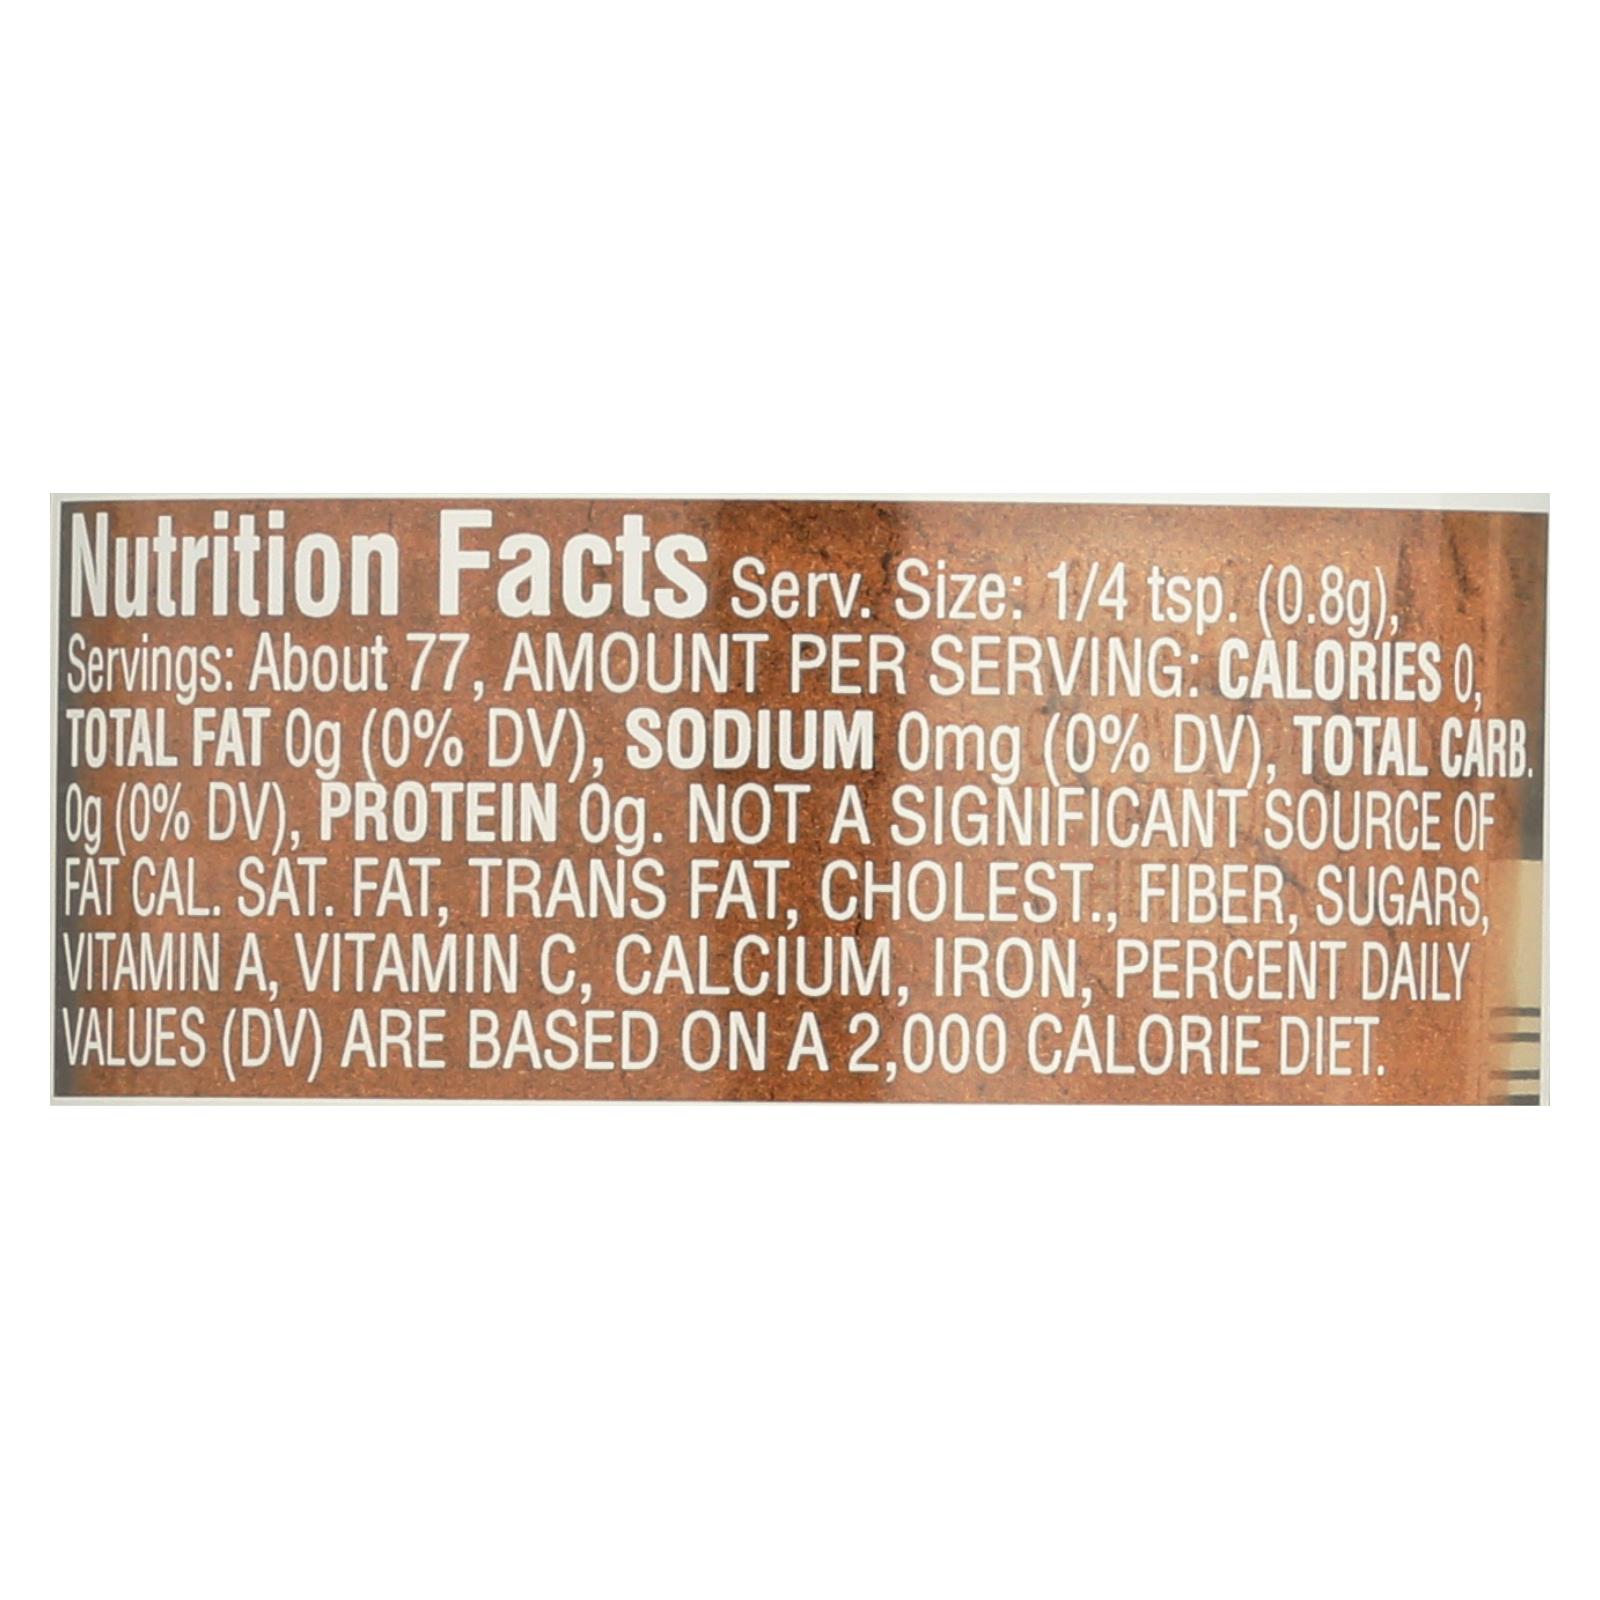 Nutrition Facts Serv. Size: 1/4 tsp. (0.8g),
Servings: About 77, AMOUNT PER SERVING: CALORIES 0,
TOTAL FAT 0g (0% DV), SODIUM 0mg (0% DV), TOTAL CARB.
0g (0% DV), PROTEIN 0g. NOT A SIGNIFICANT SOURCE OF
FAT CAL. SAT. FAT, TRANS FAT, CHOLEST., FIBER, SUGARS,
VITAMIN A, VITAMIN C, CALCIUM, IRON, PERCENT DAILY
VALUES (DV) ARE BASED ON A 2,000 CALORIE DIET.